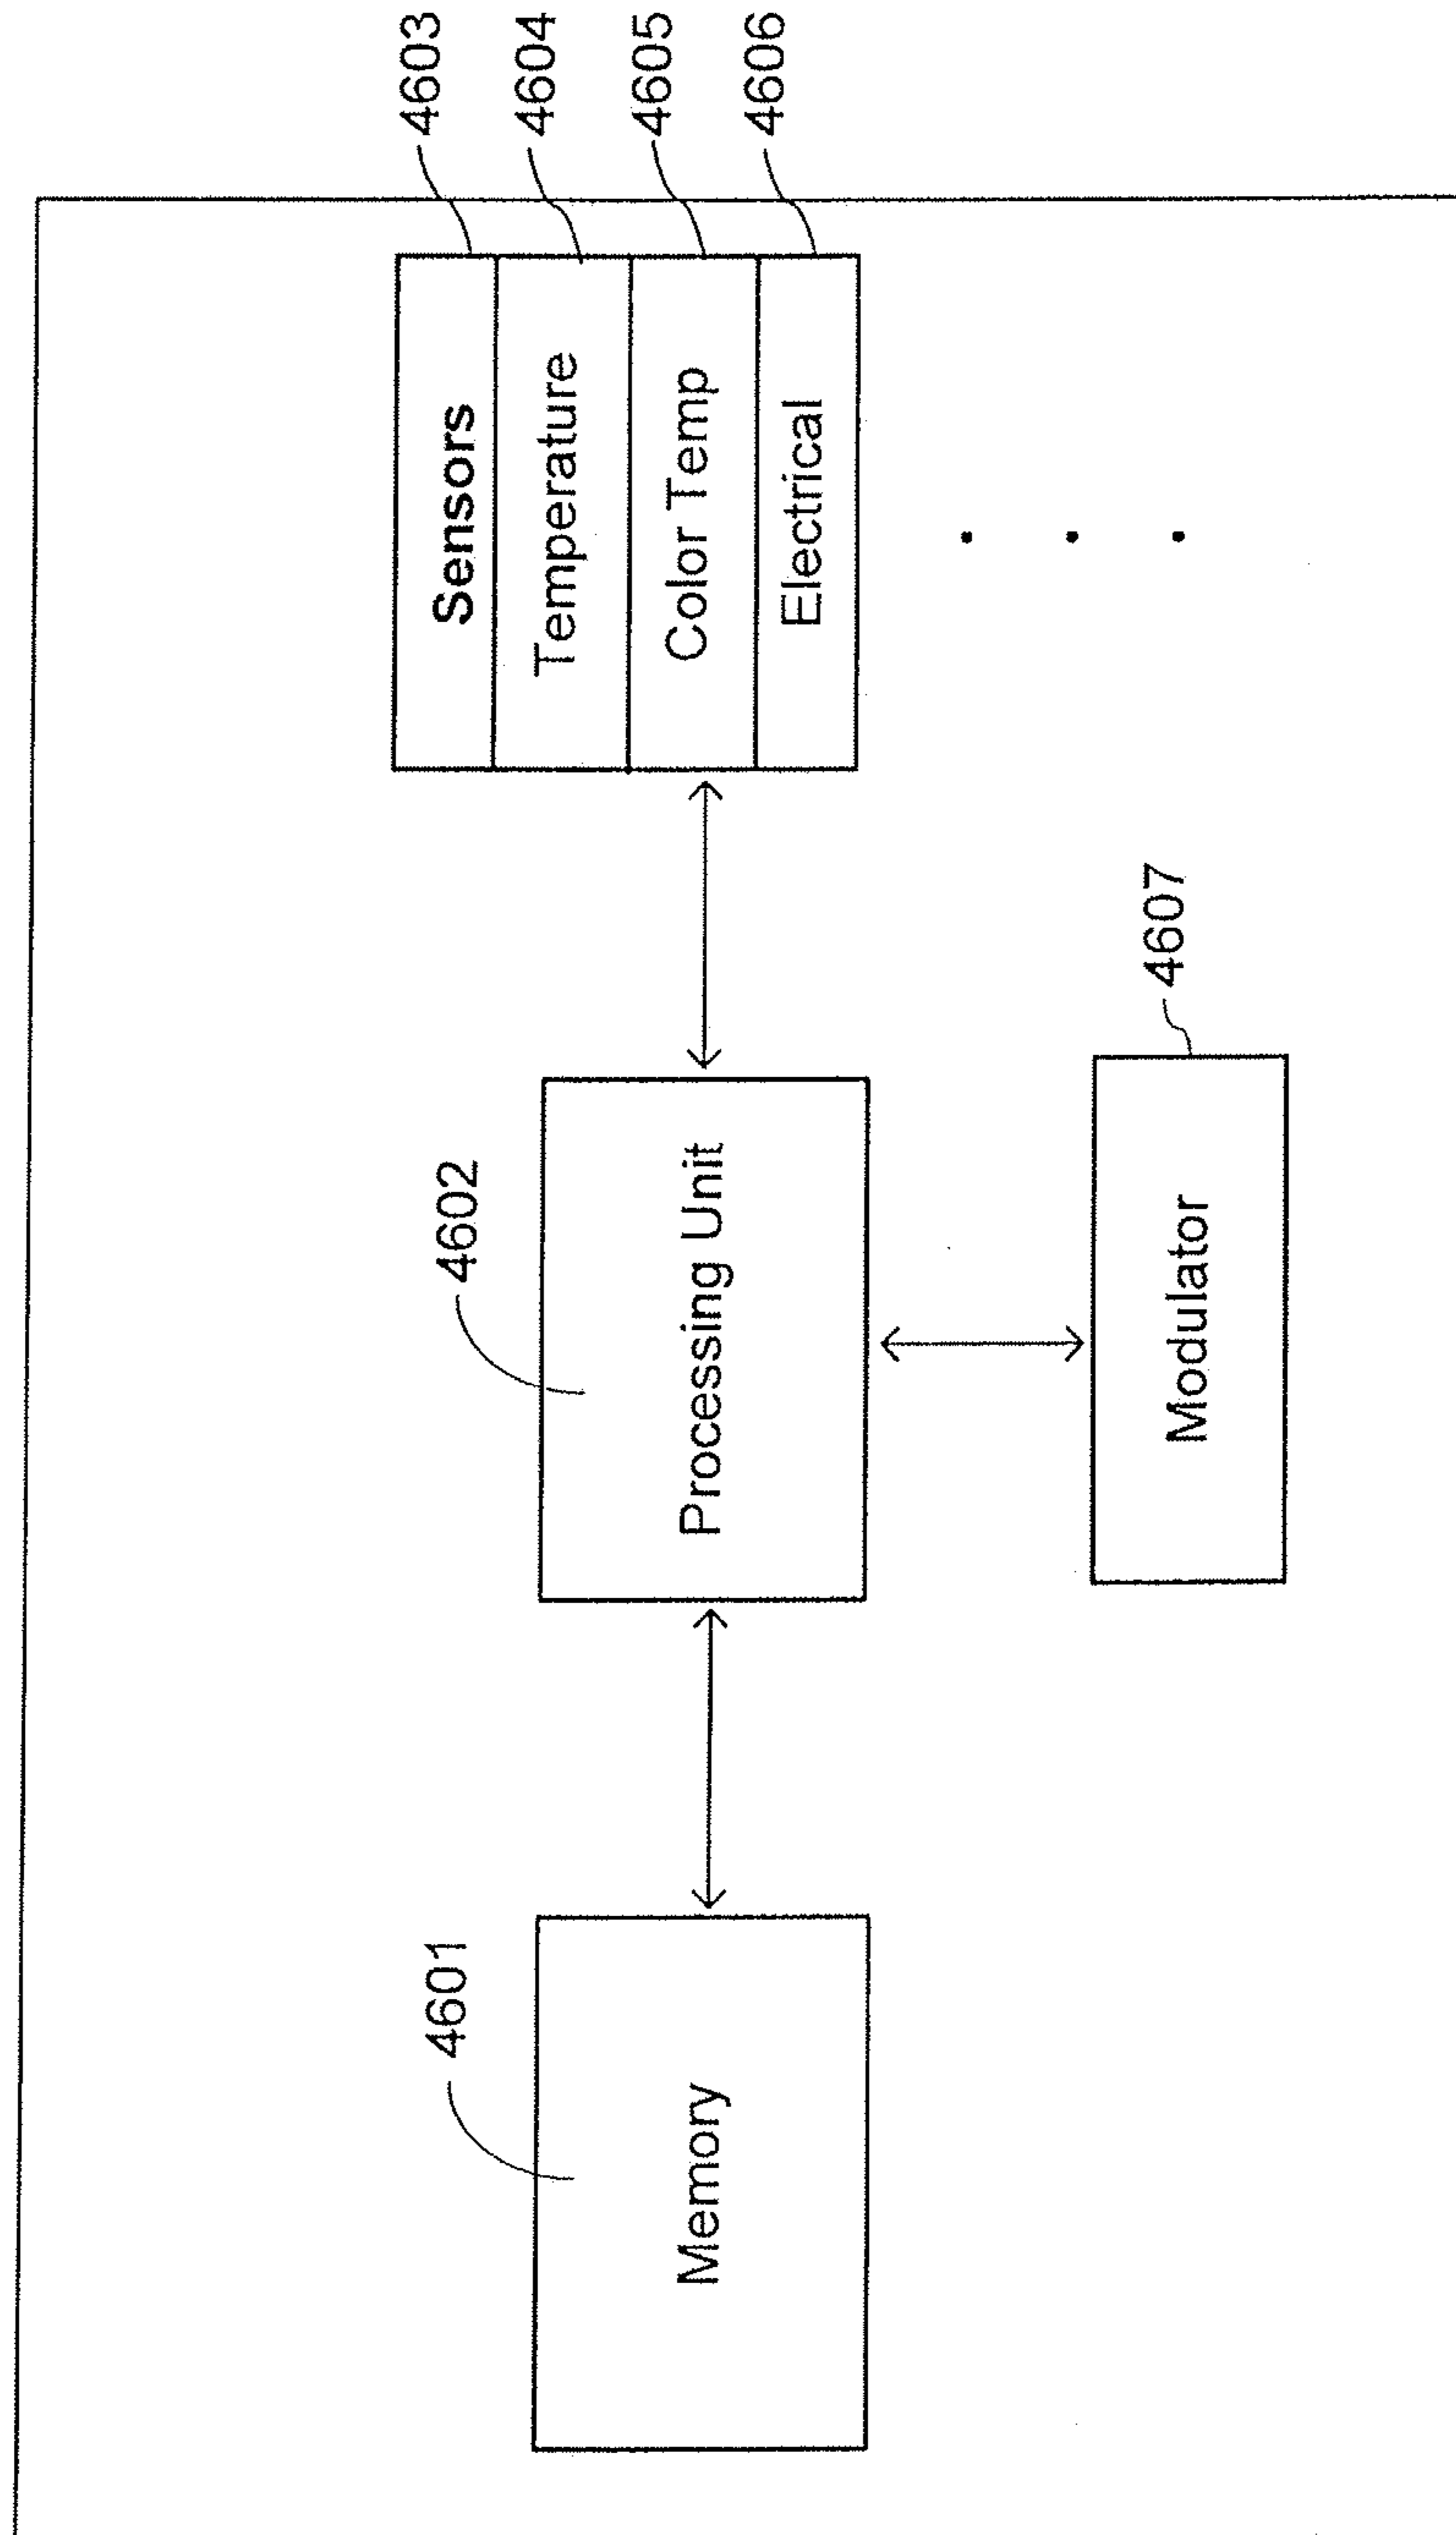 4601
Memory
4602
Processing Unit
4603
Sensors
4604
Temperature
4605
Color Temp
4606
Electrical
4607
Modulator